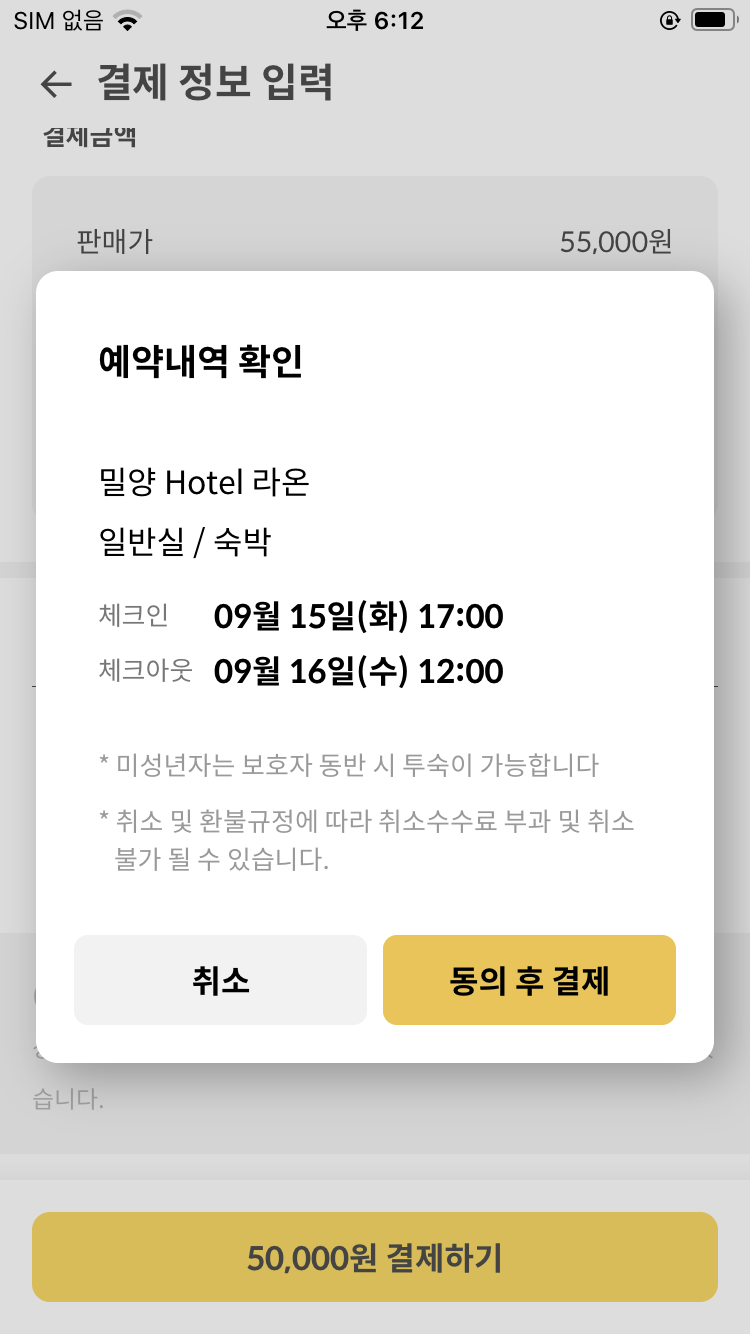 SIM 없음
오후 6:12
결제 정보 입력
결제금액
판매가
55,000원
예약내역 확인
밀양 Hotel 라온
일반실 / 숙박
체크인 09월 15일(화) 17:00
체크아웃 09월 16일(수) 12:00
* 미성년자는 보호자 동반 시 투숙이 가능합니다
* 취소 및 환불규정에 따라 취소수수료 부과 및 취소
불가 될 수 있습니다.
취소
동의 후 결제
습니다.
50,000원 결제하기